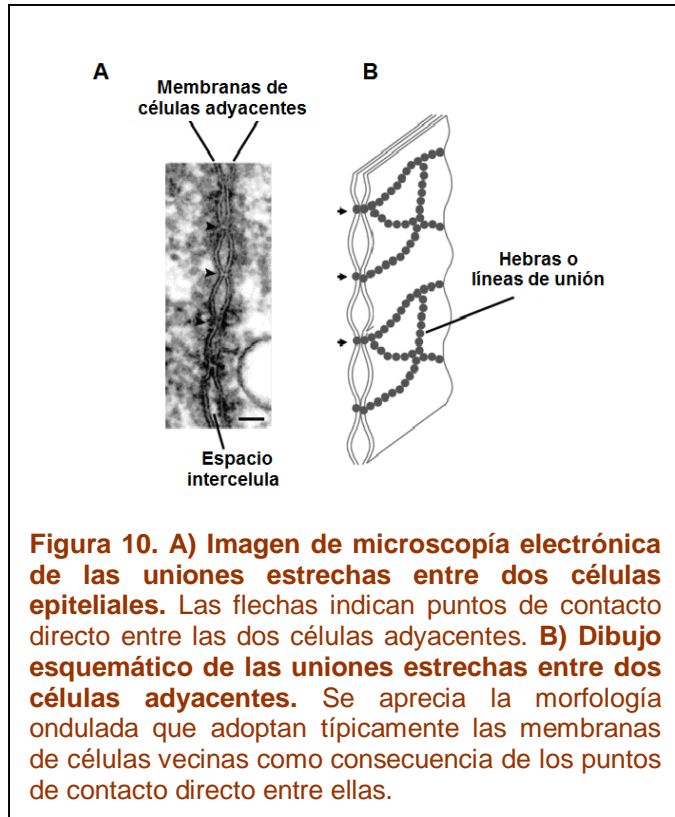 A
B
Membranas de
células adyacentes
Hebras o
líneas de unión
Espacio
intercelula
Figura 10. A) Imagen de microscopía electrónica
de las uniones estrechas entre dos células
epiteliales. Las flechas indican puntos de contacto
directo entre las dos células adyacentes. B) Dibujo
esquemático de las uniones estrechas entre dos
células adyacentes. Se aprecia la morfología
ondulada que adoptan típicamente las membranas
de células vecinas como consecuencia de los puntos
de contacto directo entre ellas.